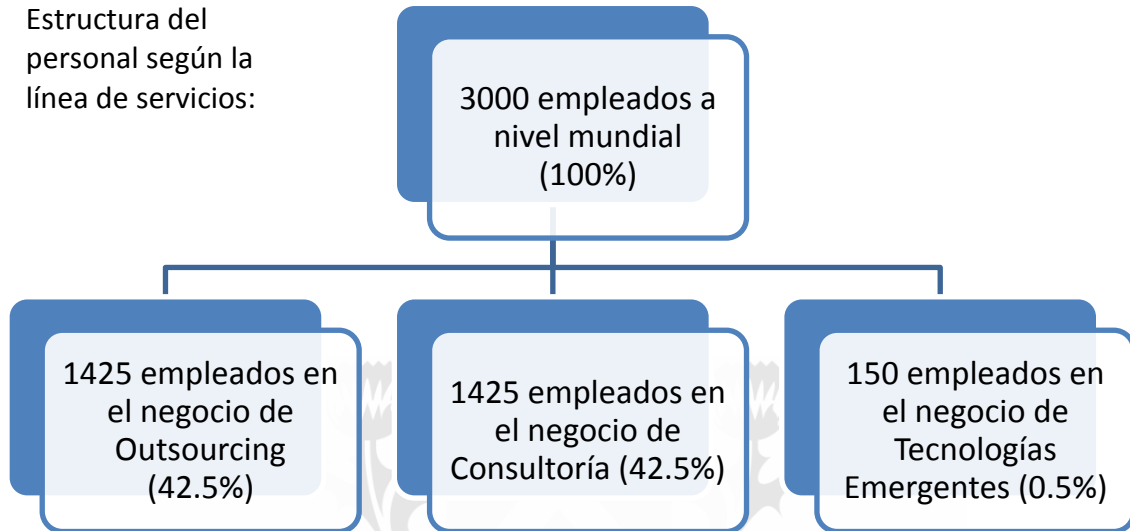 Estructura del
personal según la
línea de servicios:
3000 empleados a
nivel mundial
(100%)
1425 empleados en
el negocio de
Outsourcing
(42.5%)
1425 empleados en
el negocio de
Consultoría (42.5%)
150 empleados en
el negocio de
Tecnologías
Emergentes (0.5%)